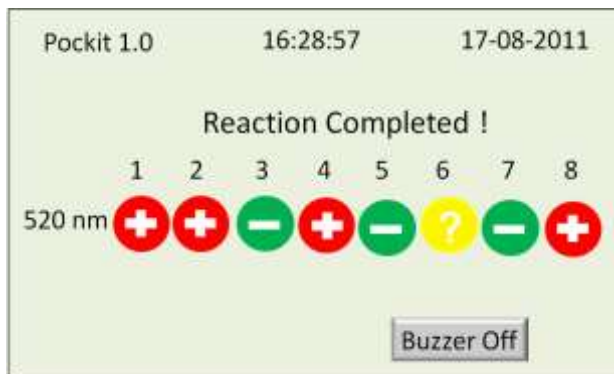 Pockit 1.0 16:28:57 17-08-2011
Reaction Completed !
1 2 3 4 5 6 7 8
520 nm + + − + − ? − +
Buzzer Off